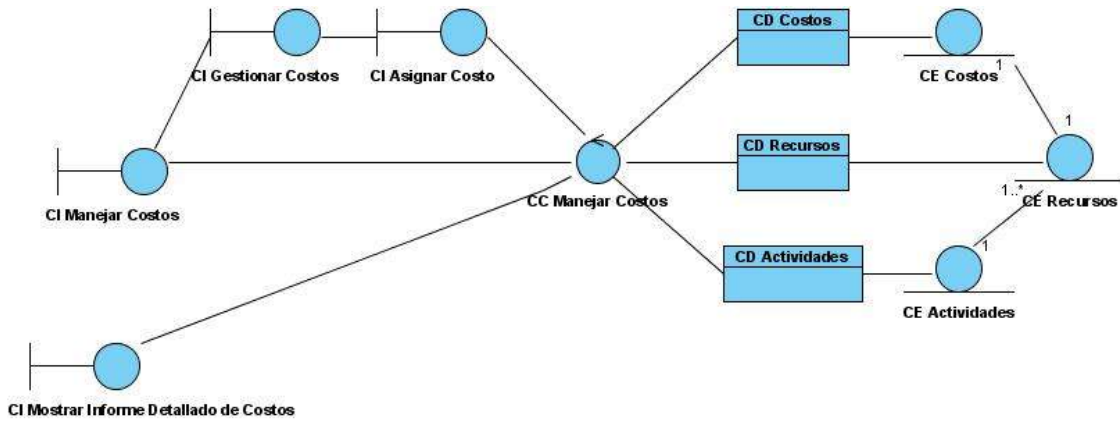 CD Costos
CI Gestionar Costos
CI Asignar Costo
CE Costos
1
1
CD Recursos
CI Manejar Costos
CC Manejar Costos
1..*
CE Recursos
CD Actividades
1
CE Actividades
CI Mostrar Informe Detallado de Costos